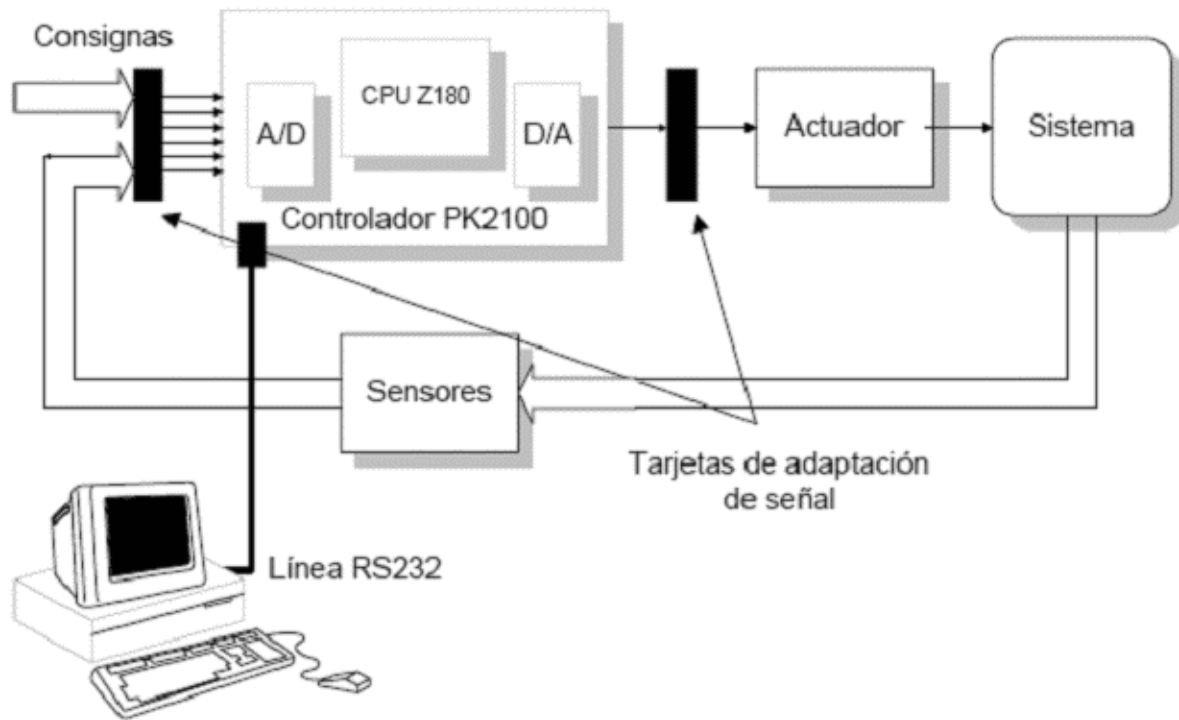 Consignas
CPU Z180
A/D
D/A
Controlador PK2100
Actuador
Sistema
Sensores
Tarjetas de adaptación
de señal
Línea RS232